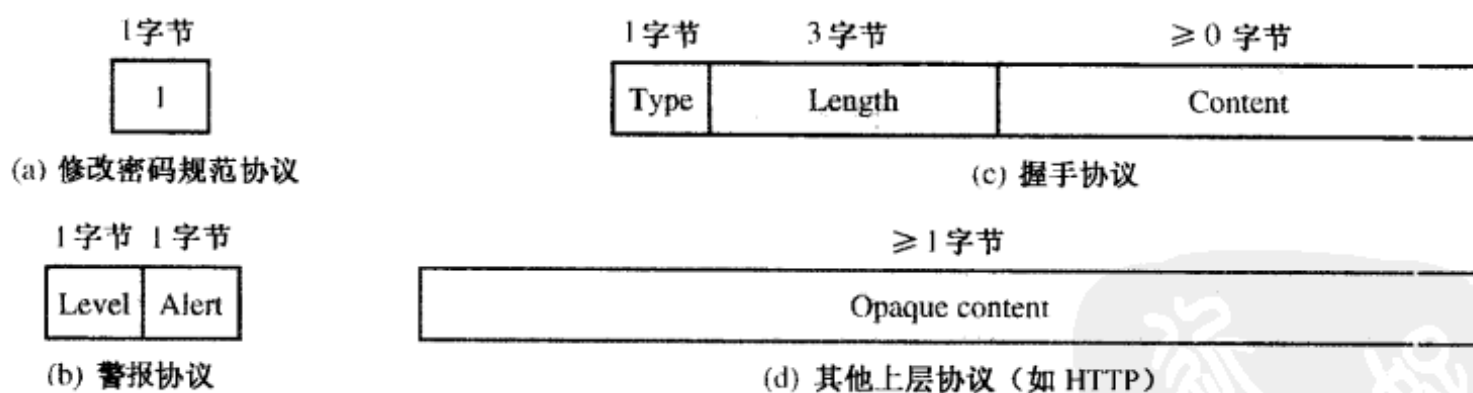 1字节
1
(a) 修改密码规范协议
1字节 1字节
Level Alert
(b) 警报协议
1字节 3字节 ≥0 字节
Type Length Content
(c) 握手协议
≥1字节
Opaque content
(d) 其他上层协议（如 HTTP）